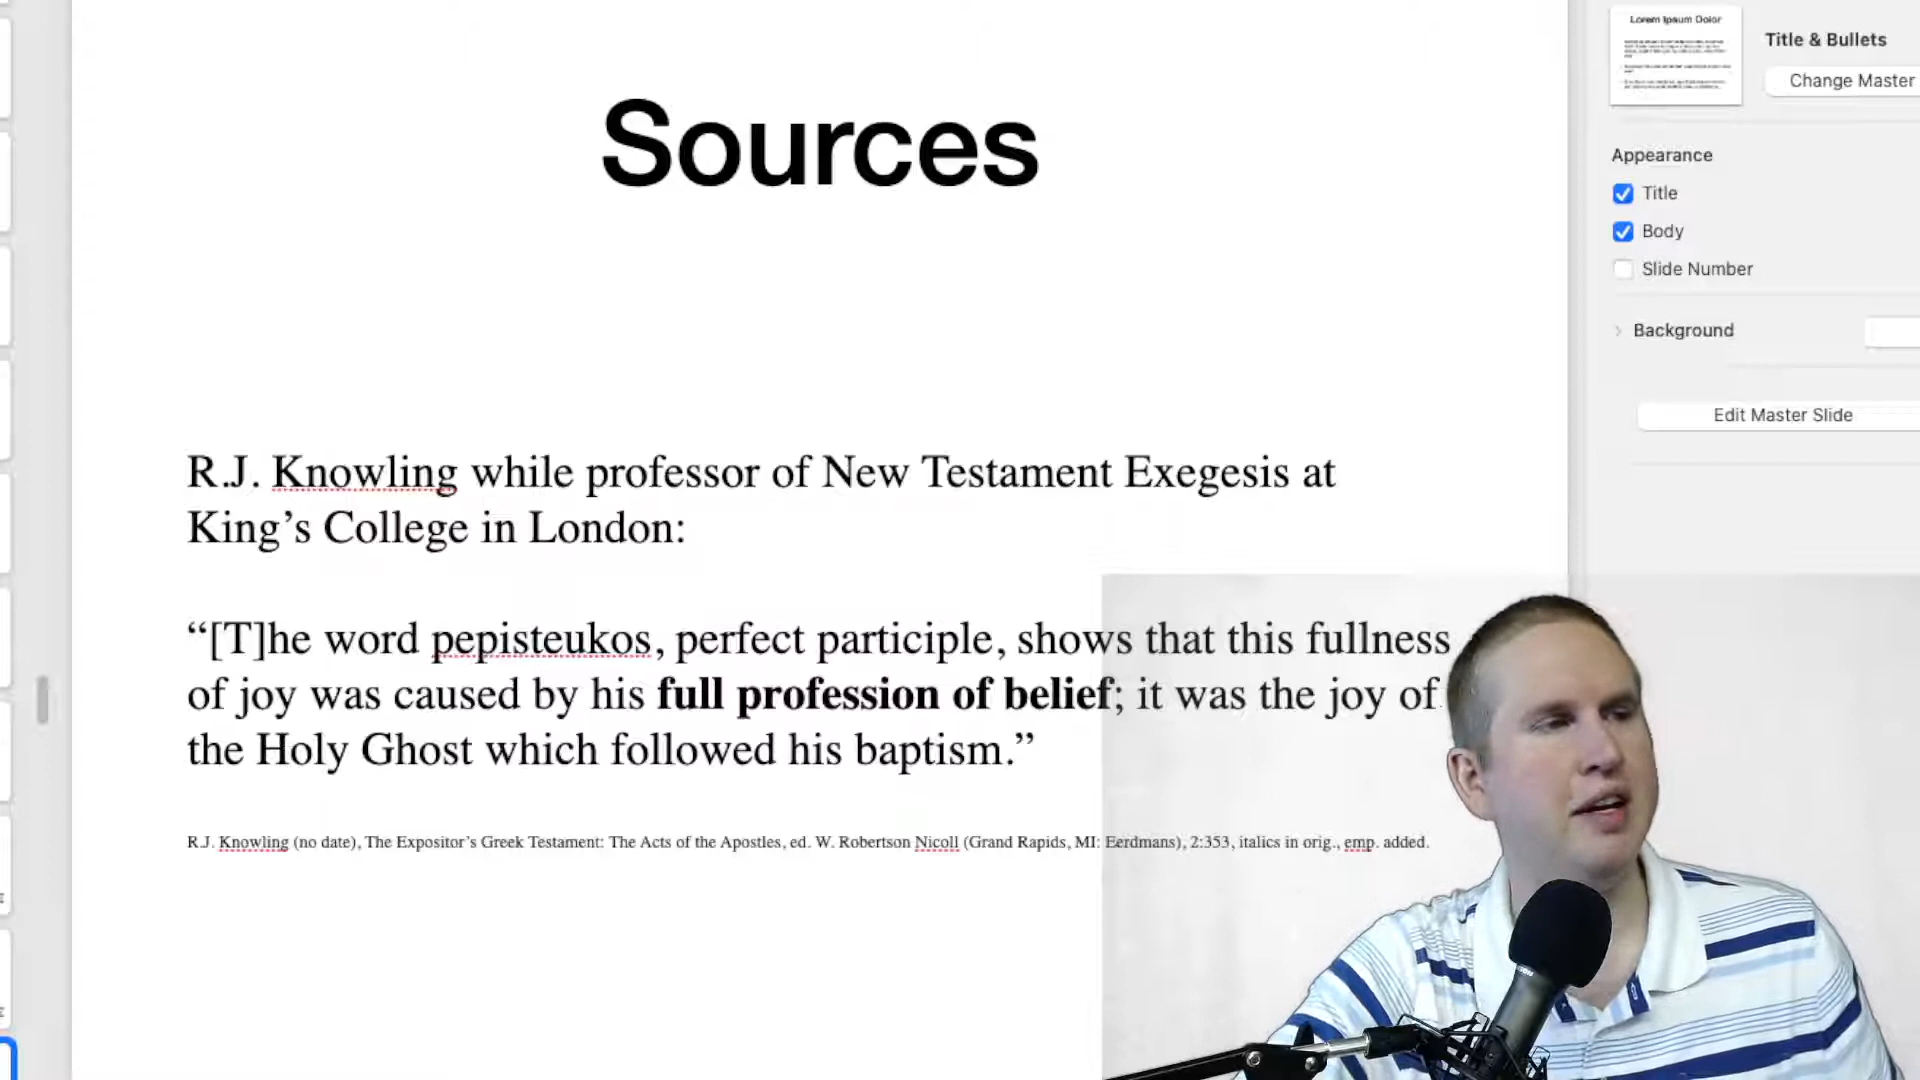 Sources
R.J. Knowling while professor of New Testament Exegesis at
King’s College in London:
“[T]he word pepisteukos, perfect participle, shows that this fullness
of joy was caused by his full profession of belief; it was the joy of
the Holy Ghost which followed his baptism.”
R.J. Knowling (no date), The Expositor’s Greek Testament: The Acts of the Apostles, ed. W. Robertson Nicoll (Grand Rapids, MI: Eerdmans), 2:353, italics in orig., emp. added.
Lorem Ipsum Dolor
Title & Bullets
Change Master
Appearance
Title
Body
Slide Number
Background
Edit Master Slide